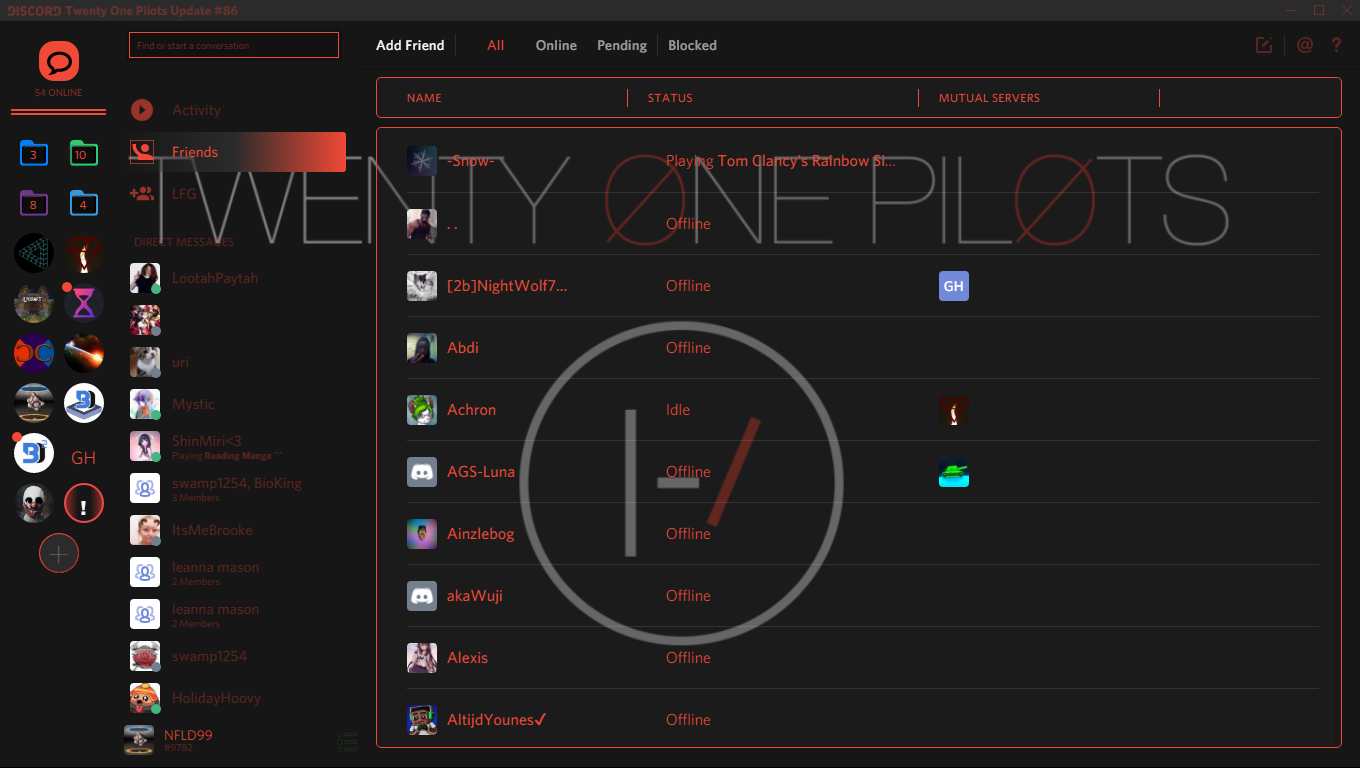 DISCORD Twenty One Pilots Update #86
Find or start a conversation
Add Friend
All
Online
Pending
Blocked
@
?
54 ONLINE
3
10
8
4
GH
Activity
Friends
LFG
DIRECT MESSAGES
LootahPaytah
uri
Mystic
ShinMiri<3
Playing Reading Manga ^^
swamp1254, BioKing
3 Members
ItsMeBrooke
leanna mason
2 Members
leanna mason
2 Members
swamp1254
HolidayHoovy
NFLD99
#9782
TWENTY ØNE PILØTS
NAME STATUS MUTUAL SERVERS
-Snow- Playing Tom Clancy's Rainbow Si...
. . Offline
[2b]NightWolf7... Offline GH
Abdi Offline
Achron Idle
AGS-Luna Offline
Ainzlebog Offline
akaWuji Offline
Alexis Offline
AltijdYounes✓ Offline